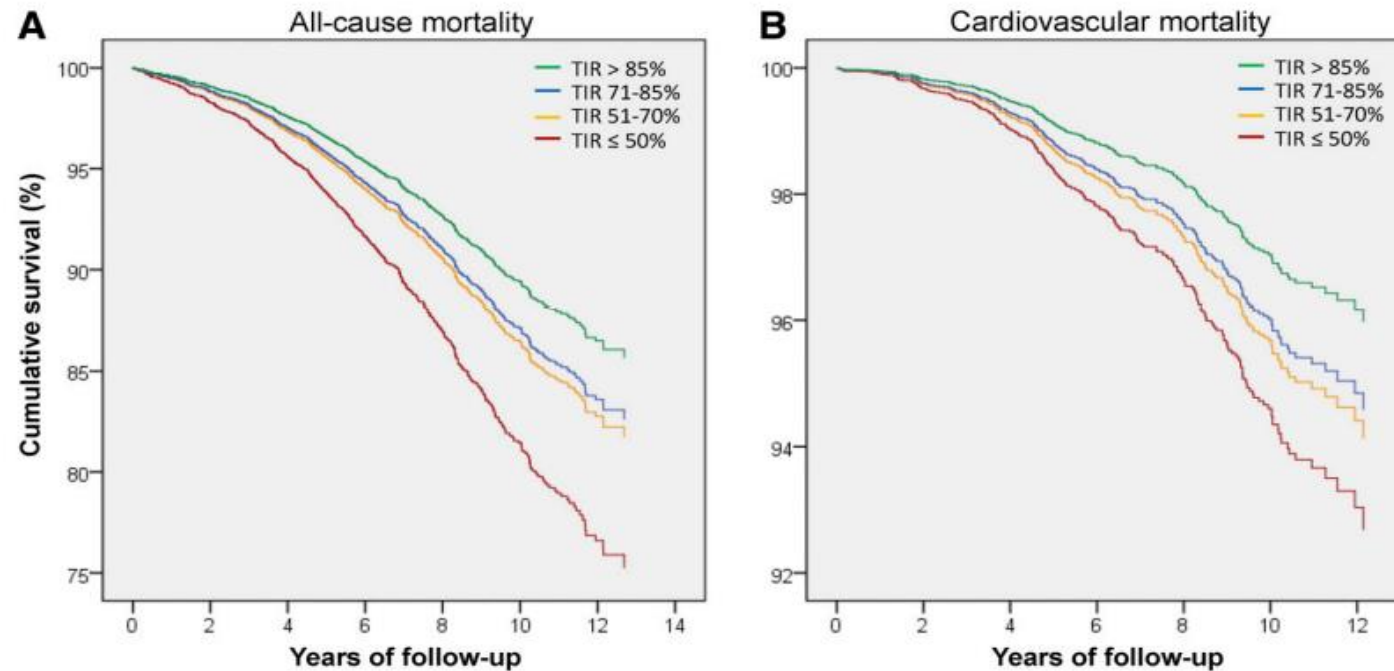 A All-cause mortality
TIR > 85%
TIR 71-85%
TIR 51-70%
TIR ≤ 50%
Cumulative survival (%)
100
95
90
85
80
75
0 2 4 6 8 10 12 14
Years of follow-up
B Cardiovascular mortality
TIR > 85%
TIR 71-85%
TIR 51-70%
TIR ≤ 50%
100
98
96
94
92
0 2 4 6 8 10 12
Years of follow-up